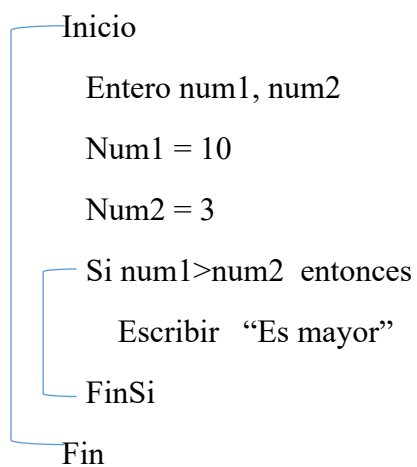 Inicio
Entero num1, num2
Num1 = 10
Num2 = 3
Si num1>num2 entonces
Escribir “Es mayor”
FinSi
Fin